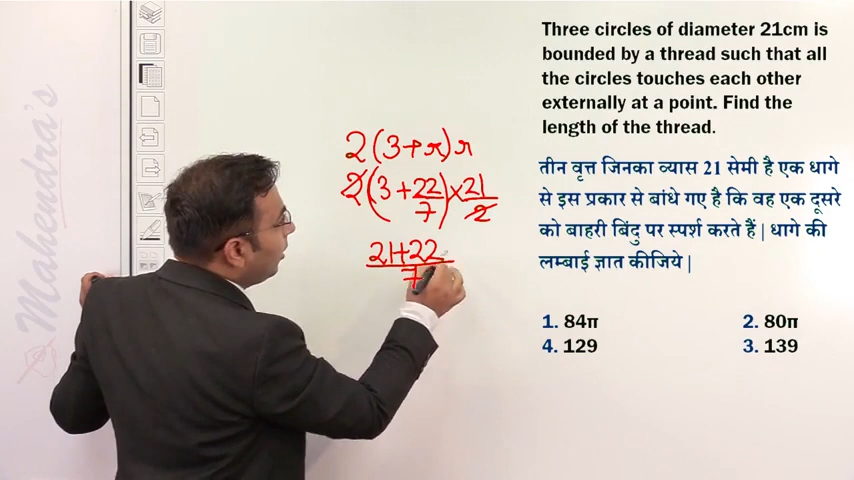 Mahendra's
2(3+π)r
2(3+22/7)×21/2
21+22/7
Three circles of diameter 21cm is
bounded by a thread such that all
the circles touches each other
externally at a point. Find the
length of the thread.
तीन वृत्त जिनका व्यास 21 सेमी है एक धागे
से इस प्रकार से बांधे गए है कि वह एक दूसरे
को बाहरी बिंदु पर स्पर्श करते हैं | धागे की
लम्बाई ज्ञात कीजिये |
1. 84π 2. 80π
4. 129 3. 139